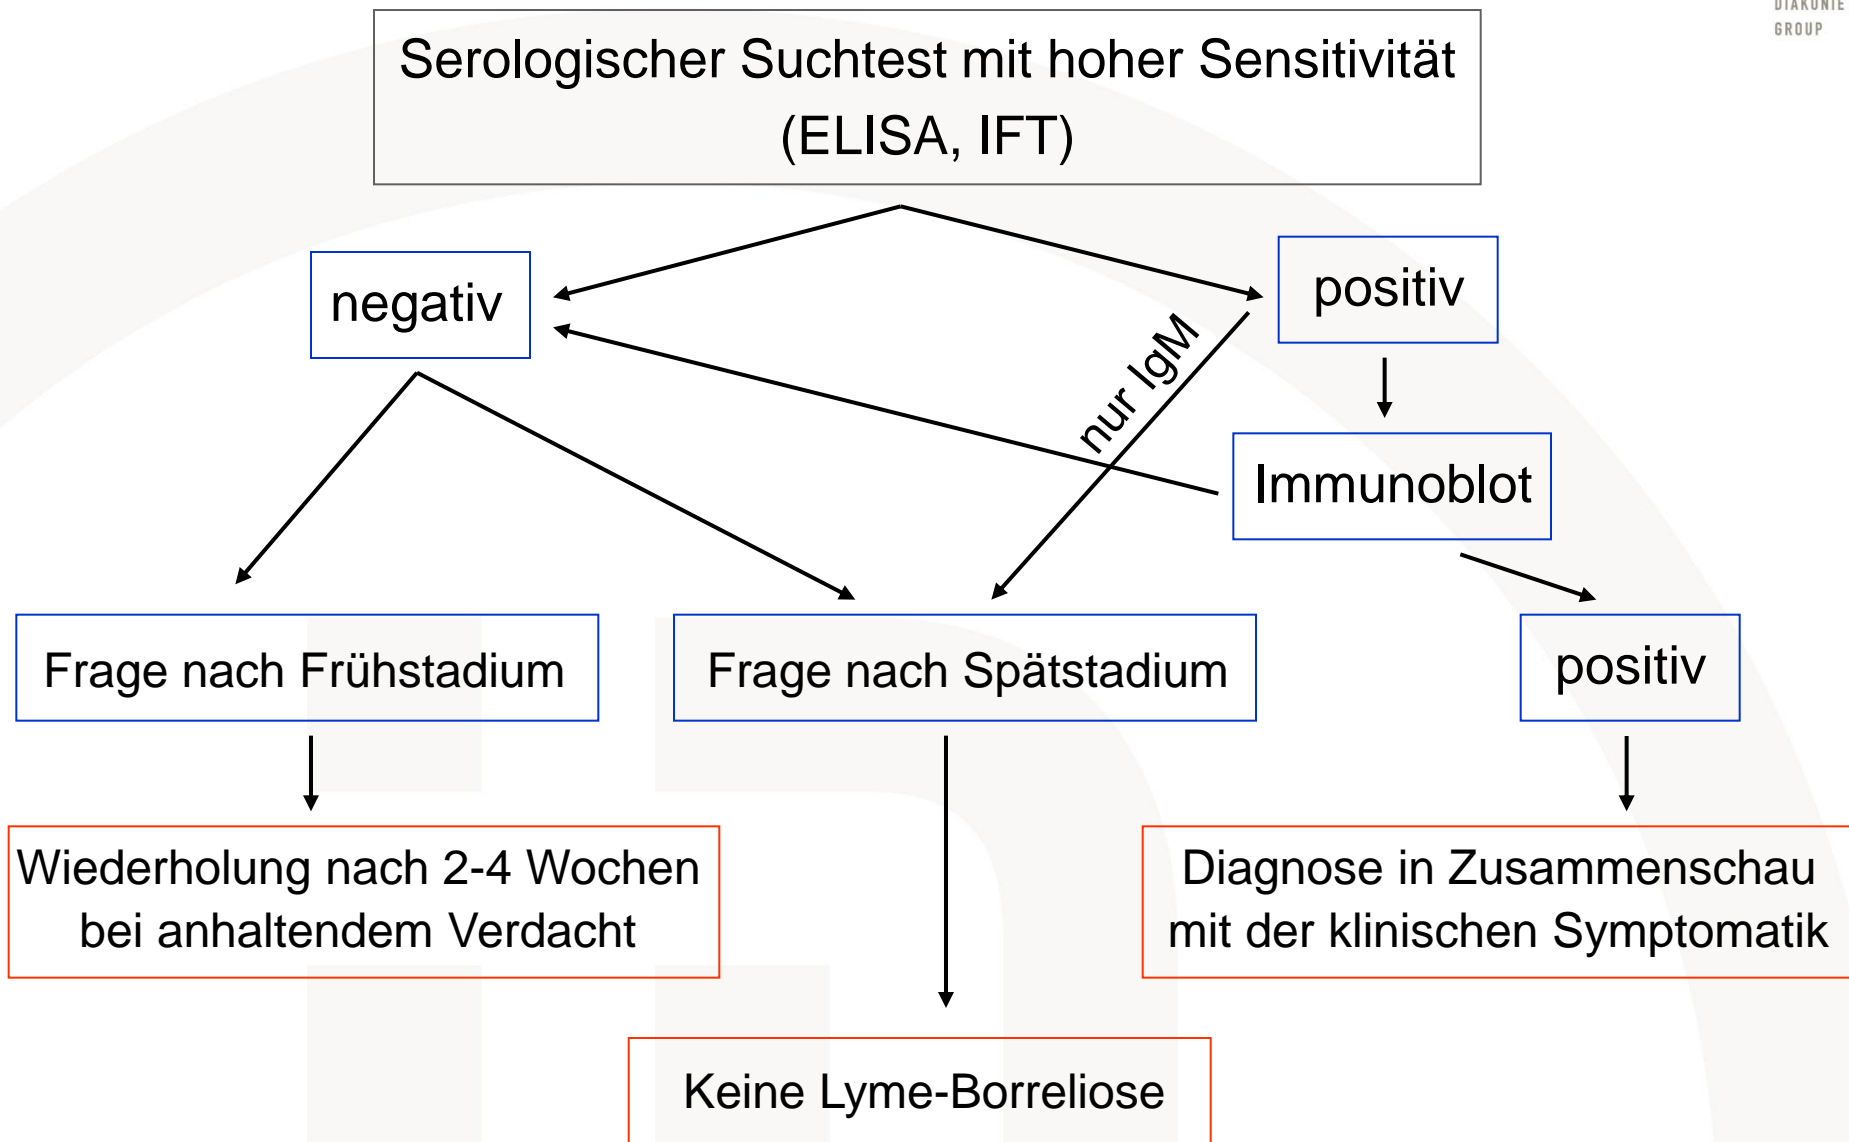 DIAKONIE
GROUP
Serologischer Suchtest mit hoher Sensitivität
(ELISA, IFT)
negativ
positiv
nur IgM
Immunoblot
Frage nach Frühstadium
Frage nach Spätstadium
positiv
Wiederholung nach 2-4 Wochen
bei anhaltendem Verdacht
Diagnose in Zusammenschau
mit der klinischen Symptomatik
Keine Lyme-Borreliose